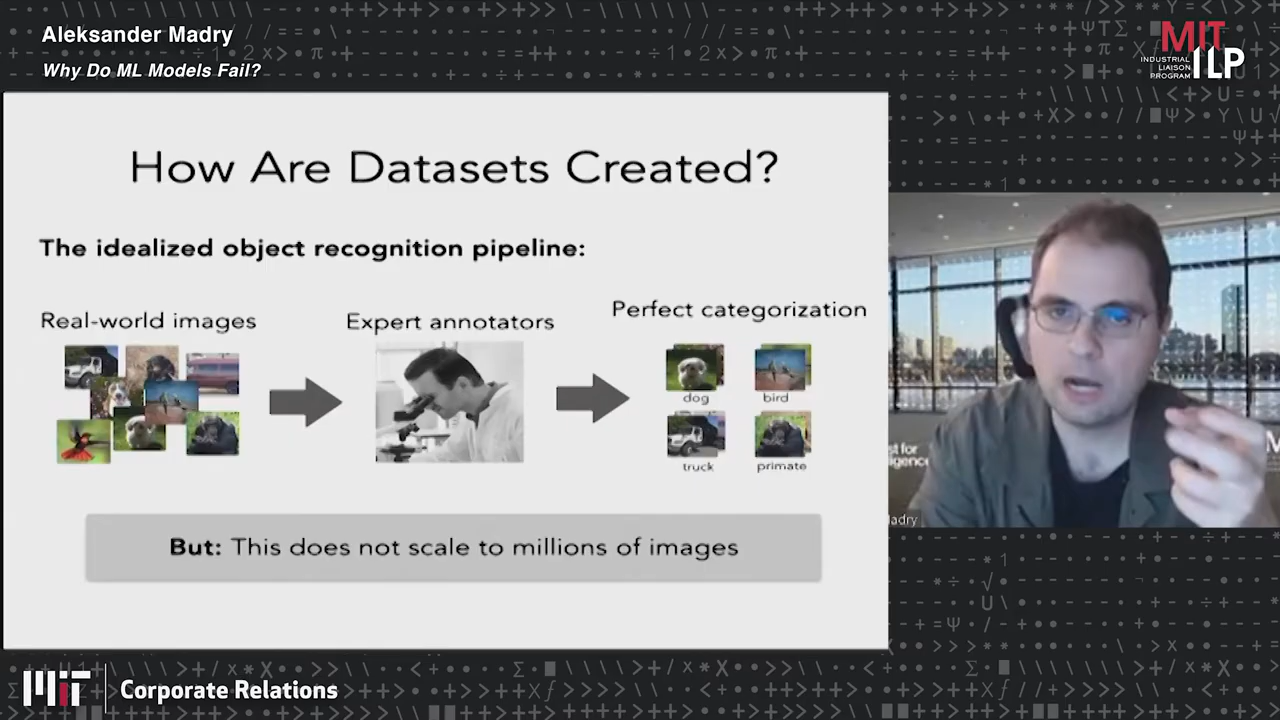 Aleksander Madry
Why Do ML Models Fail?
MIT
INDUSTRIAL
LIAISON
PROGRAM
ILP
How Are Datasets Created?
The idealized object recognition pipeline:
Real-world images
Expert annotators
Perfect categorization
dog
bird
truck
primate
But: This does not scale to millions of images
MIT
Corporate Relations